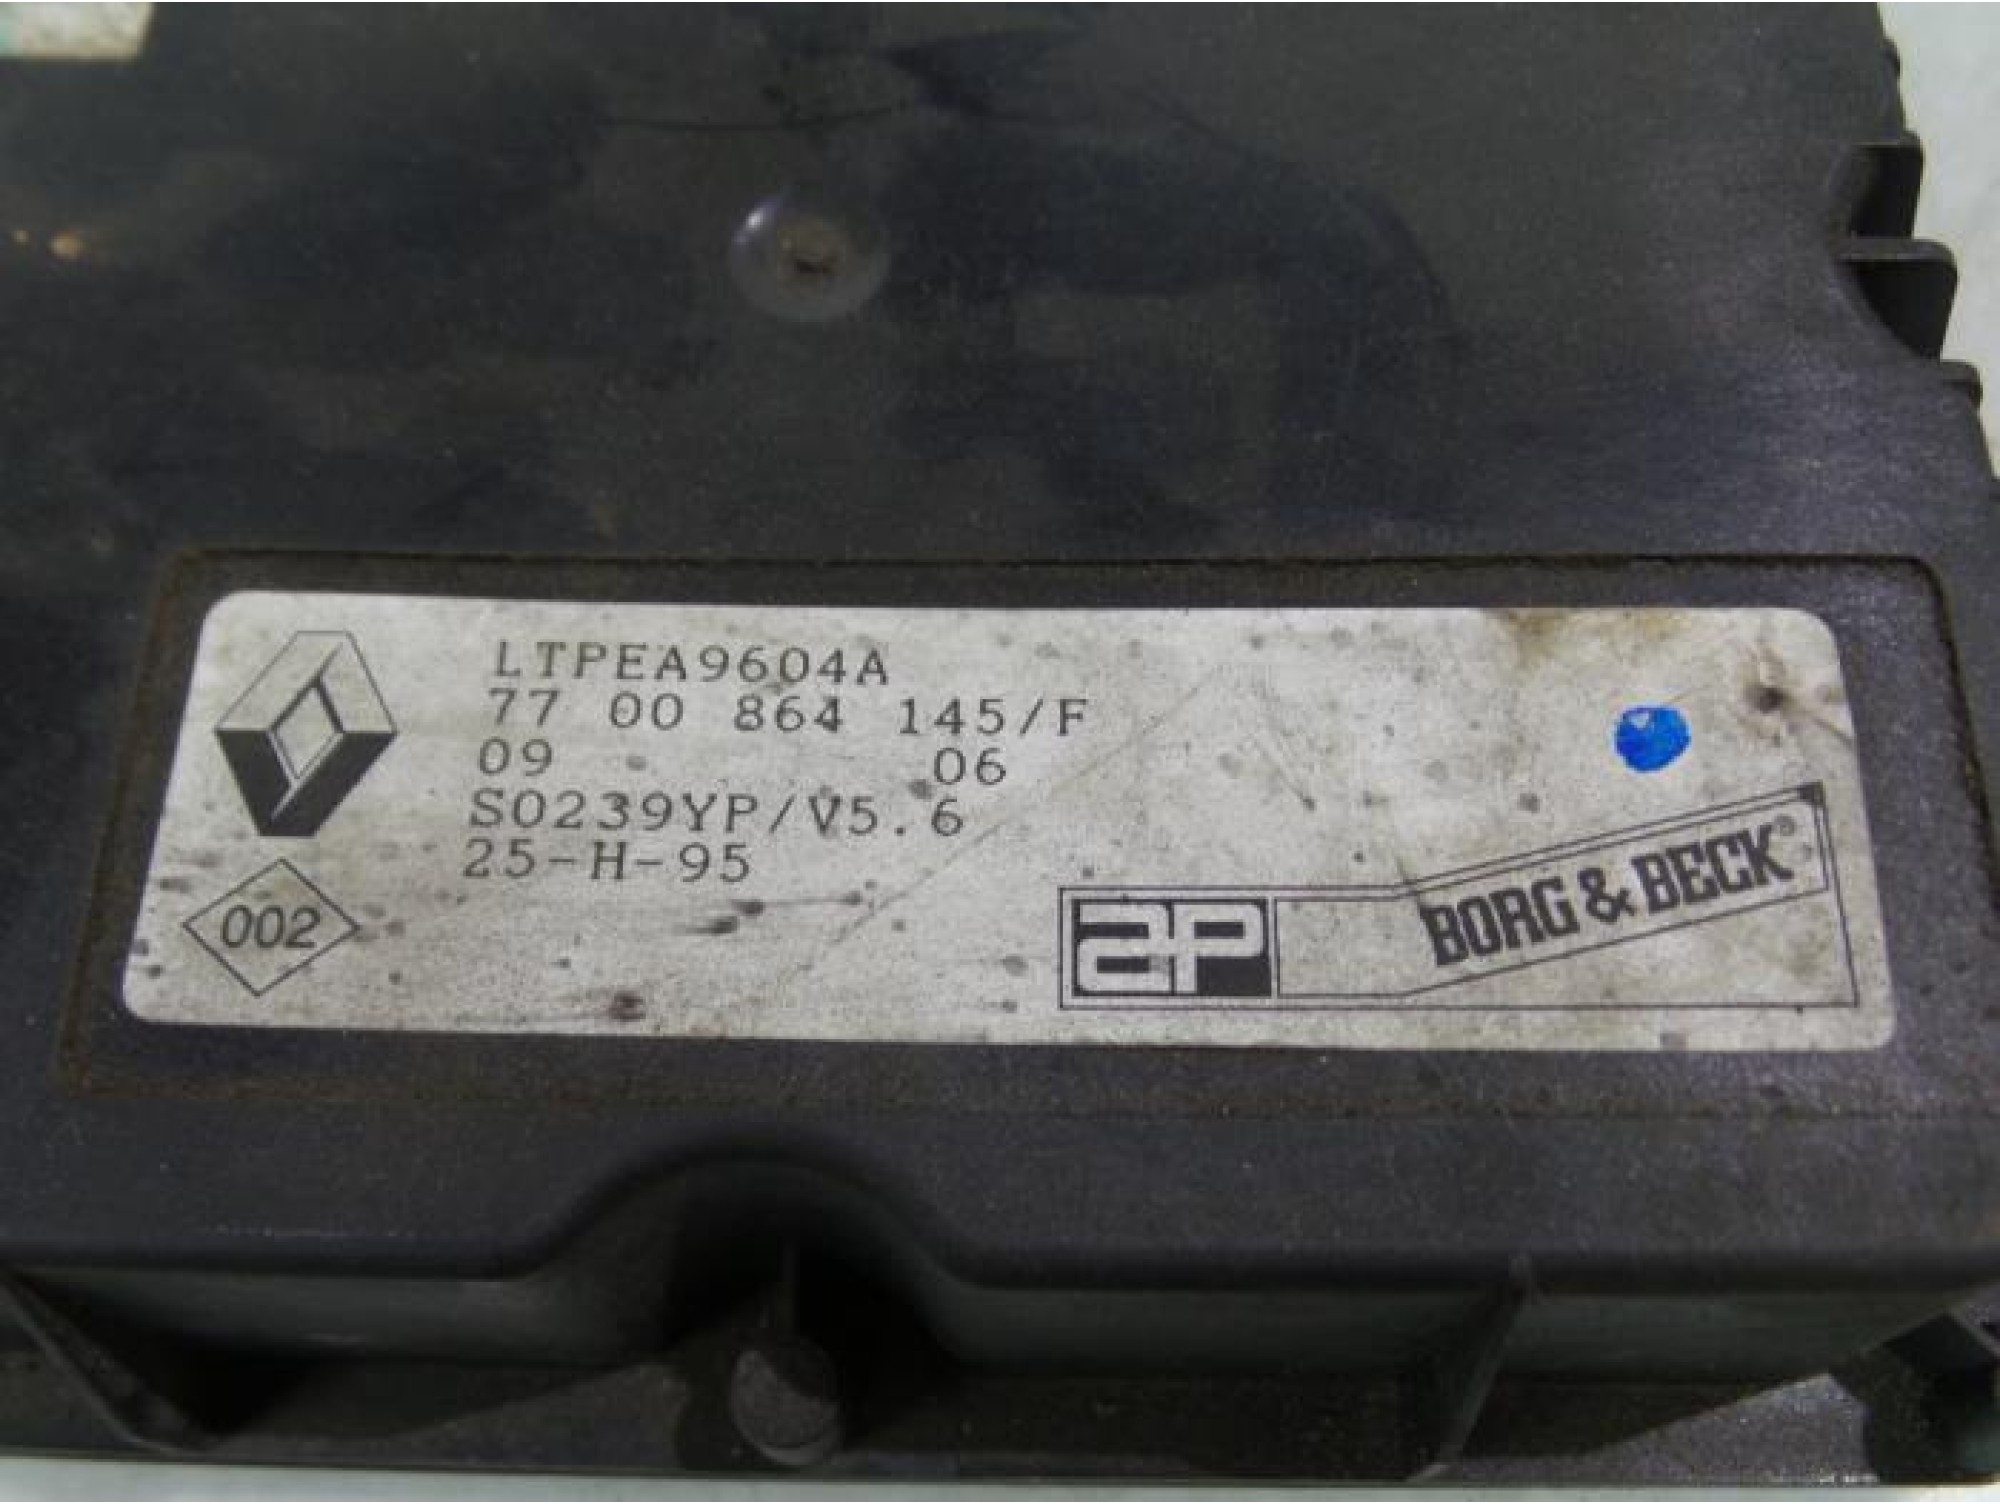 LTPEA9604A
77 00 864 145/F
09 06
S0239YP/V5.6
25-H-95
002
ap BORG & BECK®